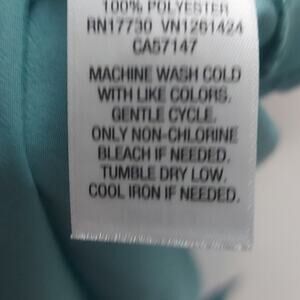 100% POLYESTER
RN17730 VN1261424
CA57147
MACHINE WASH COLD
WITH LIKE COLORS.
GENTLE CYCLE.
ONLY NON-CHLORINE
BLEACH IF NEEDED.
TUMBLE DRY LOW.
COOL IRON IF NEEDED.